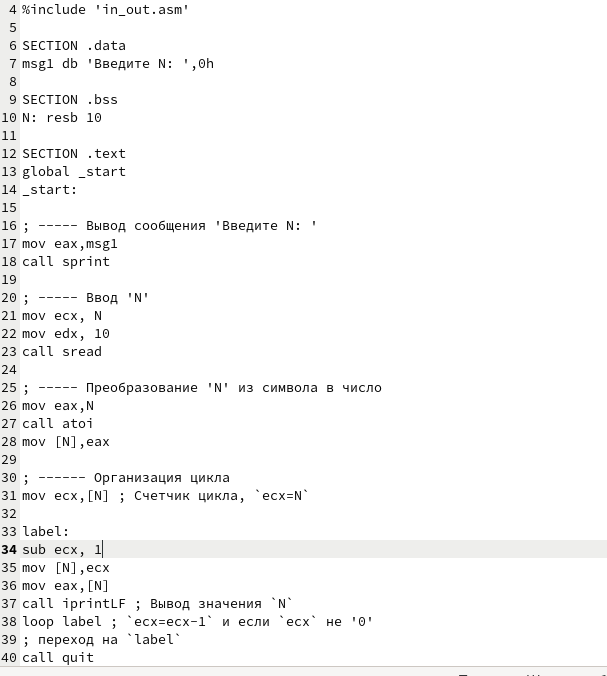 4 %include 'in_out.asm'
5
6 SECTION .data
7 msg1 db 'Введите N: ',0h
8
9 SECTION .bss
10 N: resb 10
11
12 SECTION .text
13 global _start
14 _start:
15
16 ; ----- Вывод сообщения 'Введите N: '
17 mov eax,msg1
18 call sprint
19
20 ; ----- Ввод 'N'
21 mov ecx, N
22 mov edx, 10
23 call sread
24
25 ; ----- Преобразование 'N' из символа в число
26 mov eax,N
27 call atoi
28 mov [N],eax
29
30 ; ------ Организация цикла
31 mov ecx,[N] ; Счетчик цикла, `ecx=N`
32
33 label:
34 sub ecx, 1
35 mov [N],ecx
36 mov eax,[N]
37 call iprintLF ; Вывод значения `N`
38 loop label ; `ecx=ecx-1` и если `ecx` не '0'
39 ; переход на `label`
40 call quit